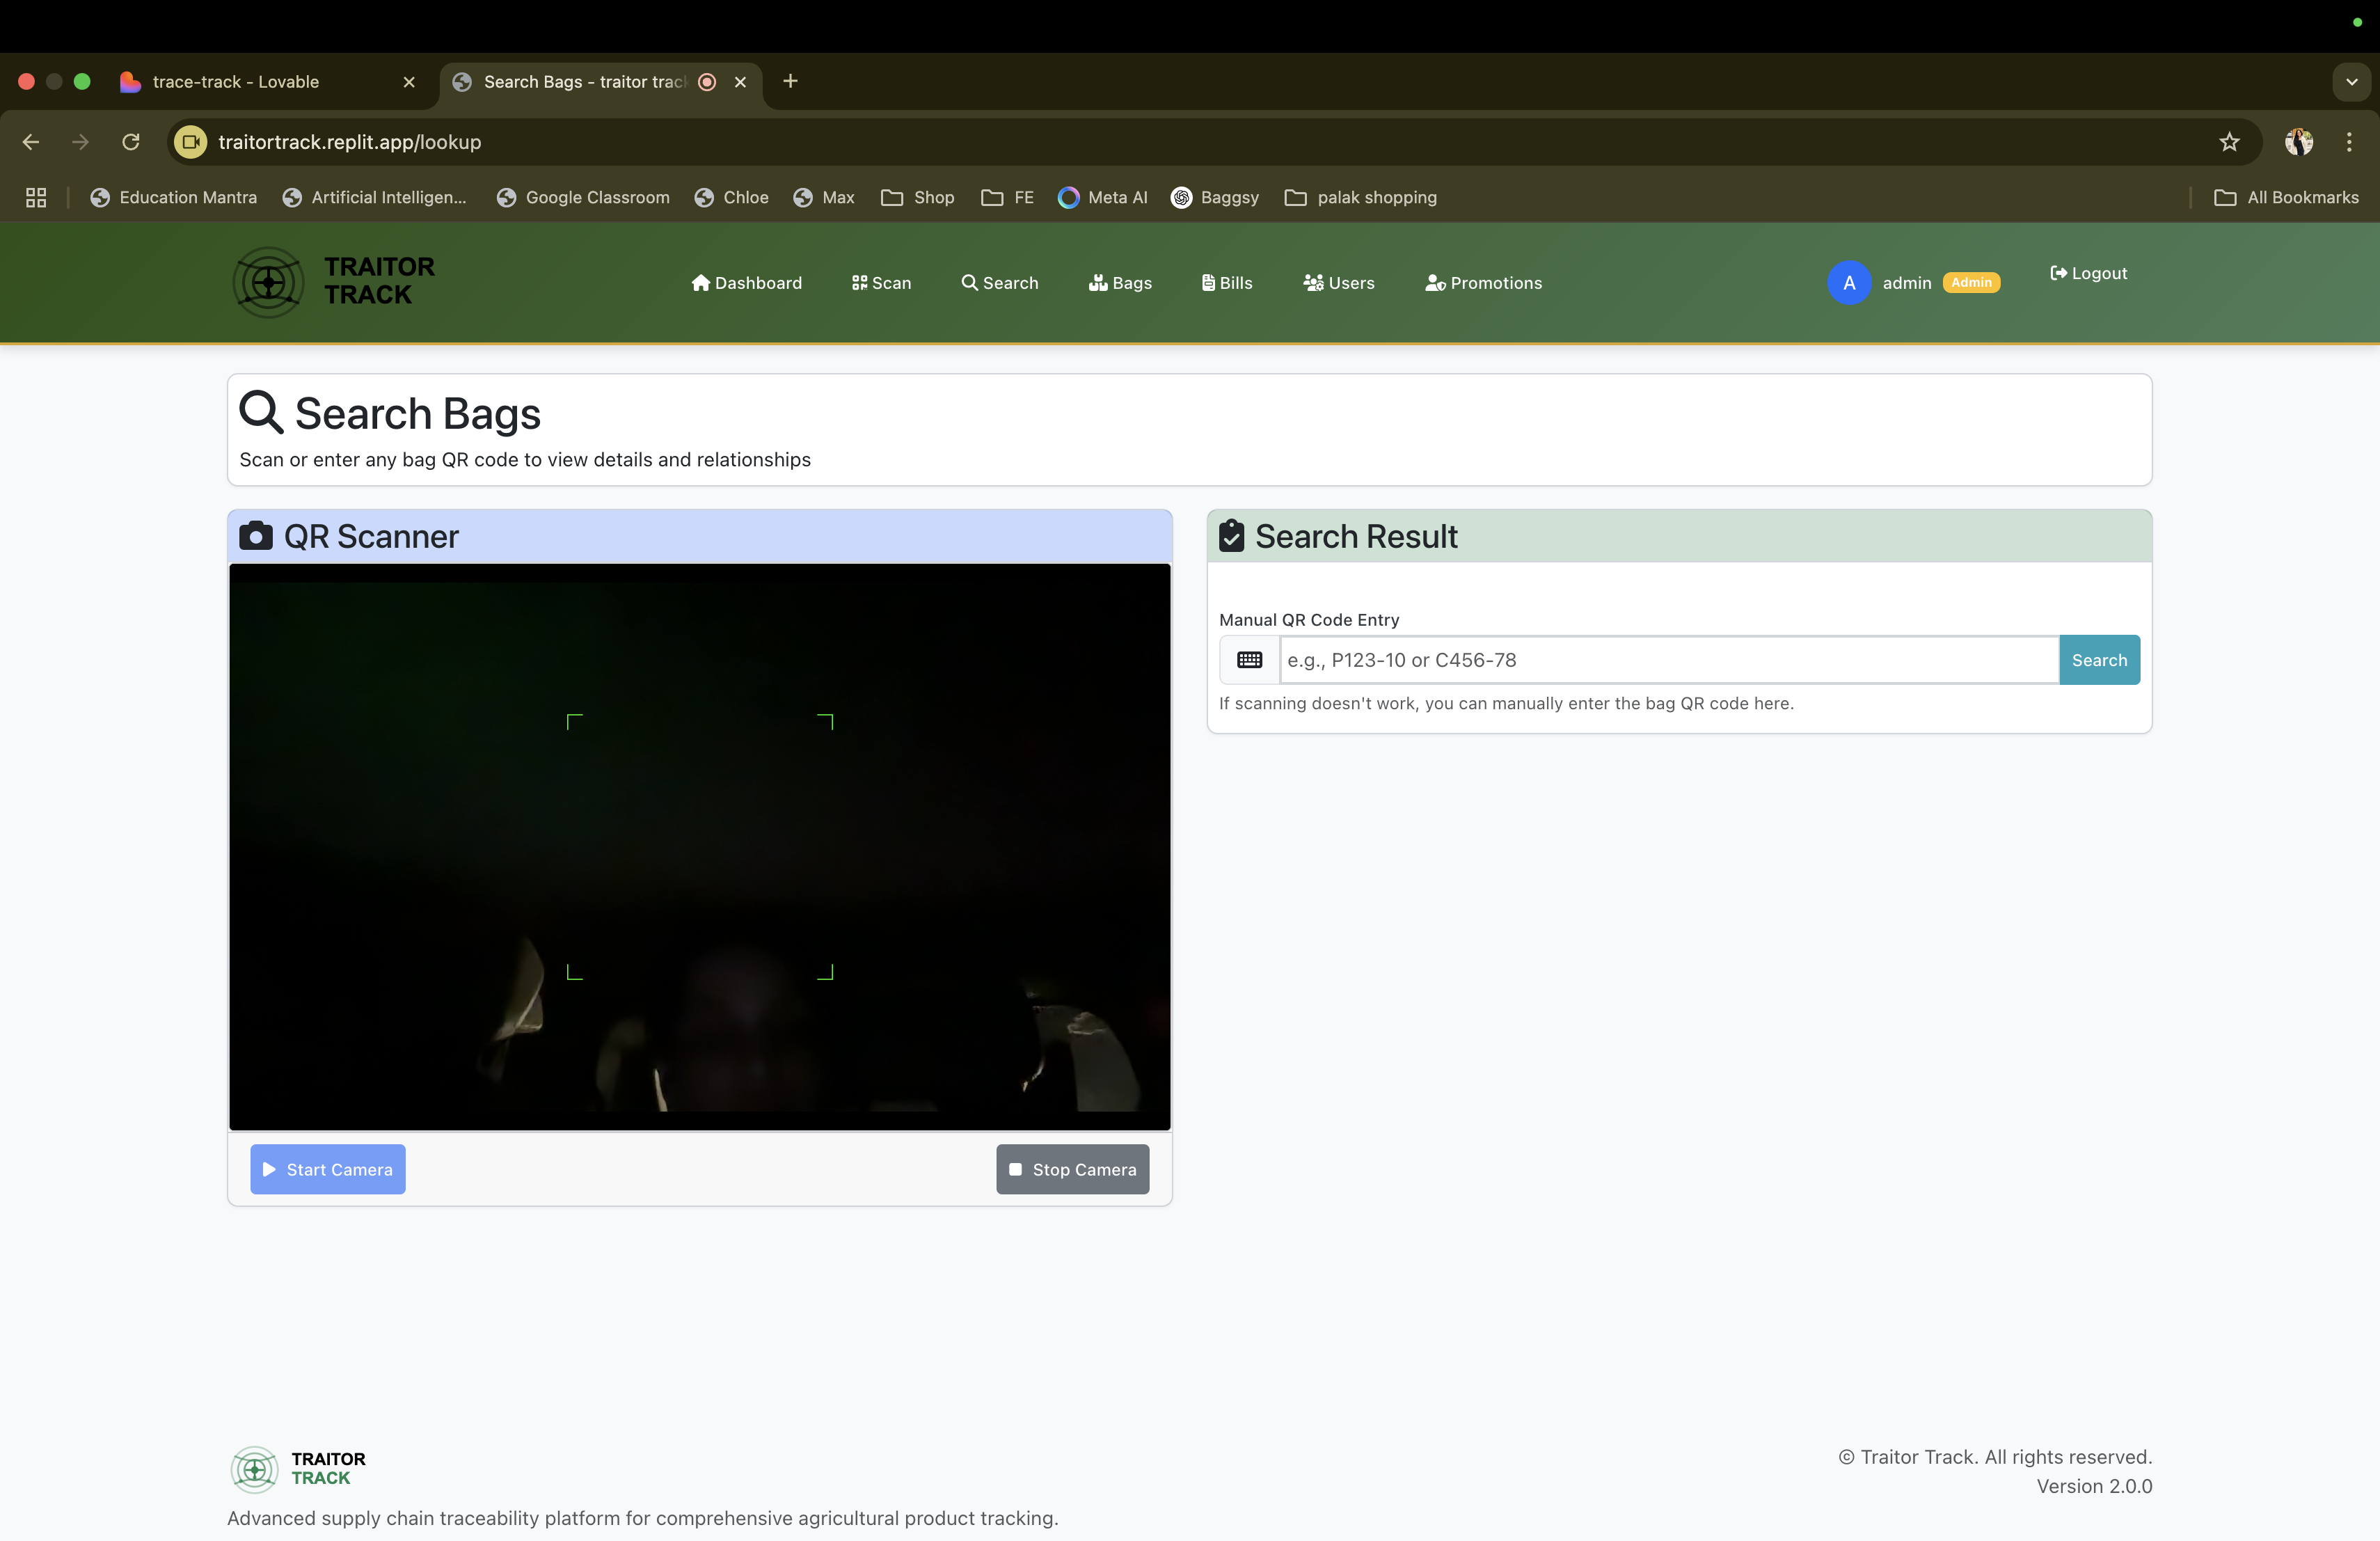 trace-track - Lovable
Search Bags - traitor trac
traitortrack.replit.app/lookup
Education Mantra
Artificial Intelligen...
Google Classroom
Chloe
Max
Shop
FE
Meta AI
Baggsy
palak shopping
All Bookmarks
TRAITOR
TRACK
Dashboard
Scan
Search
Bags
Bills
Users
Promotions
A
admin
Admin
Logout
Search Bags
Scan or enter any bag QR code to view details and relationships
QR Scanner
Start Camera
Stop Camera
Search Result
Manual QR Code Entry
e.g., P123-10 or C456-78
Search
If scanning doesn't work, you can manually enter the bag QR code here.
TRAITOR
TRACK
Advanced supply chain traceability platform for comprehensive agricultural product tracking.
© Traitor Track. All rights reserved.
Version 2.0.0